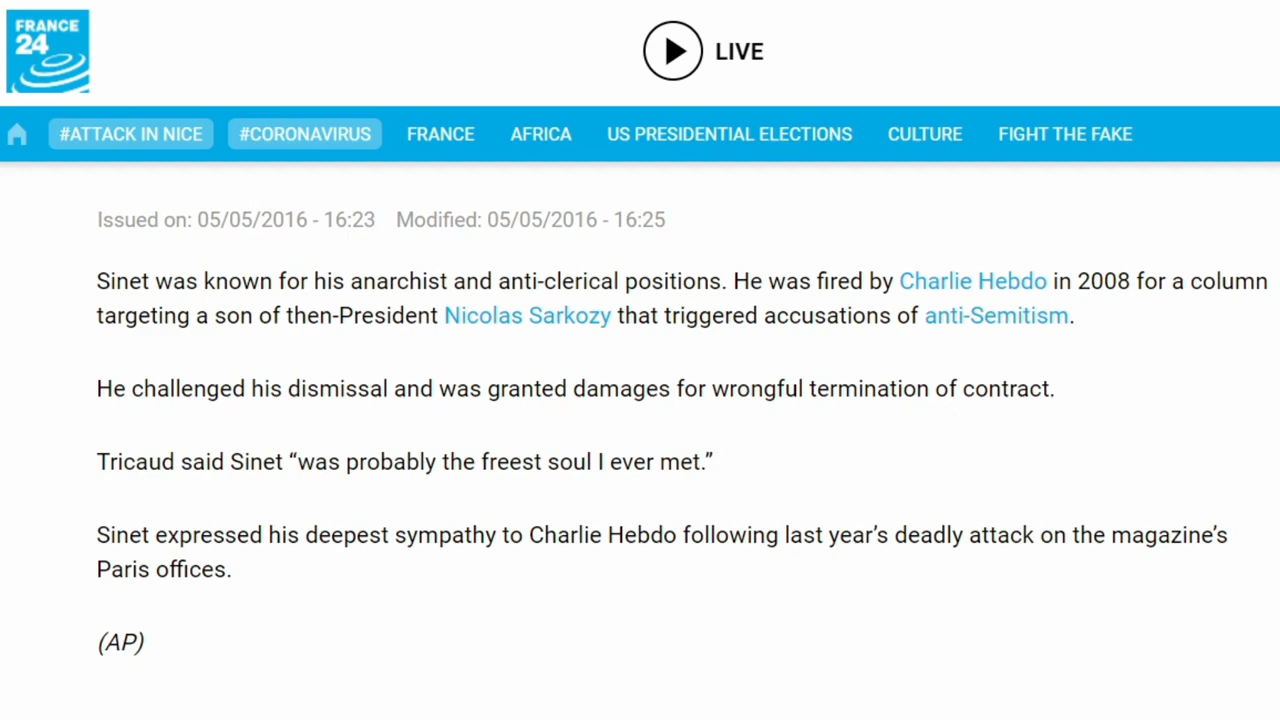 FRANCE
24
LIVE
#ATTACK IN NICE #CORONAVIRUS FRANCE AFRICA US PRESIDENTIAL ELECTIONS CULTURE FIGHT THE FAKE
Issued on: 05/05/2016 - 16:23 Modified: 05/05/2016 - 16:25
Sinet was known for his anarchist and anti-clerical positions. He was fired by Charlie Hebdo in 2008 for a column
targeting a son of then-President Nicolas Sarkozy that triggered accusations of anti-Semitism.
He challenged his dismissal and was granted damages for wrongful termination of contract.
Tricaud said Sinet “was probably the freest soul I ever met.”
Sinet expressed his deepest sympathy to Charlie Hebdo following last year’s deadly attack on the magazine’s
Paris offices.
(AP)